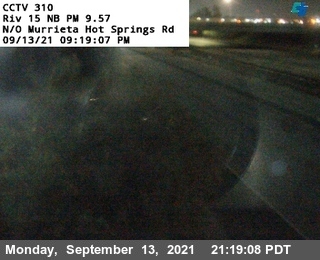 CCTV 310
Riv 15 NB PM 9.57
N/O Murrieta Hot Springs Rd
09/13/21 09:19:07 PM
Monday, September 13, 2021 21:19:08 PDT